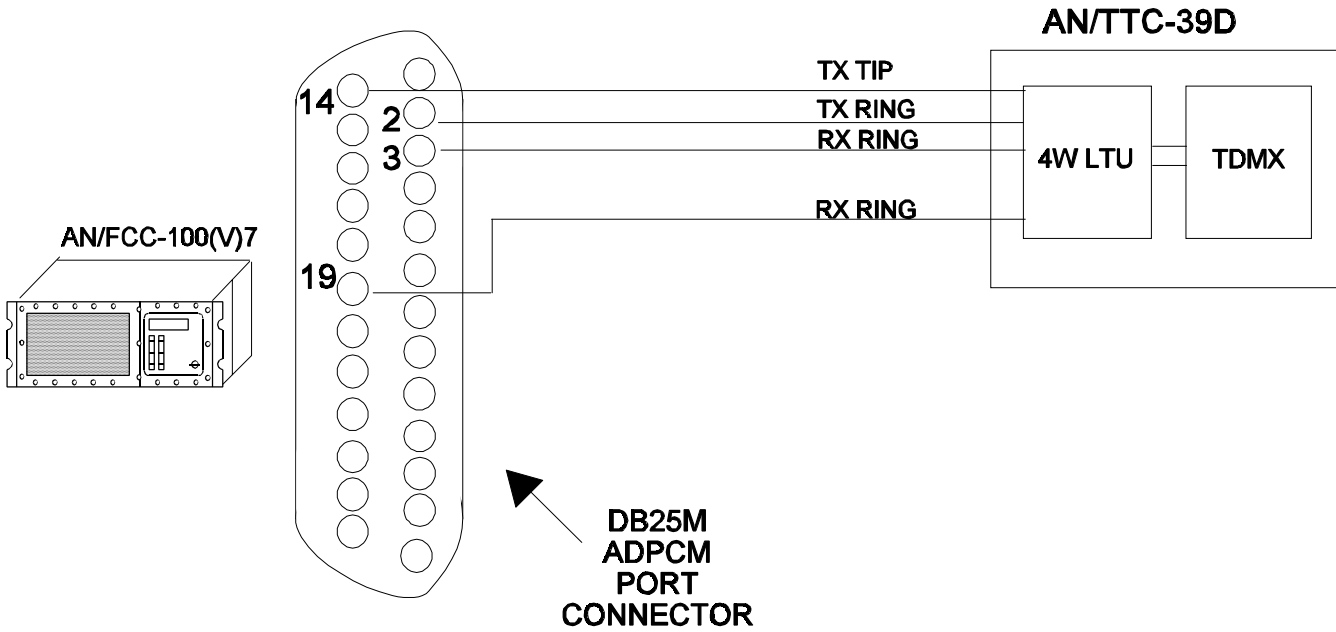 AN/TTC-39D
TX TIP
14
TX RING
2
RX RING
3
4W LTU
TDMX
RX RING
AN/FCC-100(V)7
19
DB25M
ADPCM
PORT
CONNECTOR